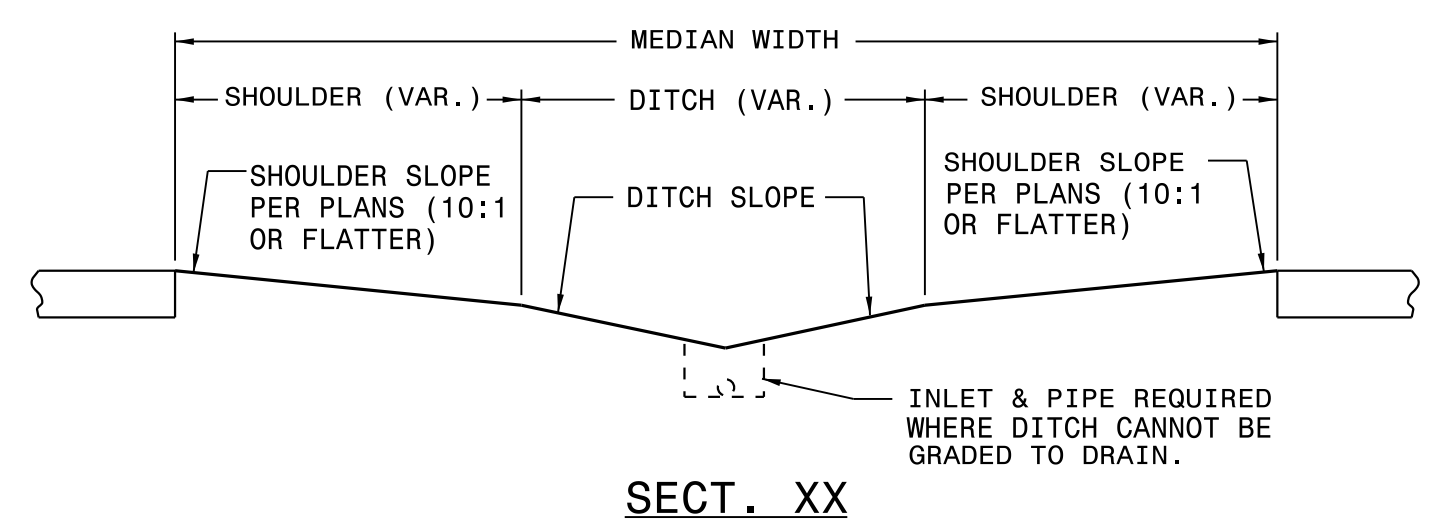 MEDIAN WIDTH
SHOULDER (VAR.)
DITCH (VAR.)
SHOULDER (VAR.)
SHOULDER SLOPE
PER PLANS (10:1
OR FLATTER)
DITCH SLOPE
SHOULDER SLOPE
PER PLANS (10:1
OR FLATTER)
INLET & PIPE REQUIRED
WHERE DITCH CANNOT BE
GRADED TO DRAIN.
SECT. XX